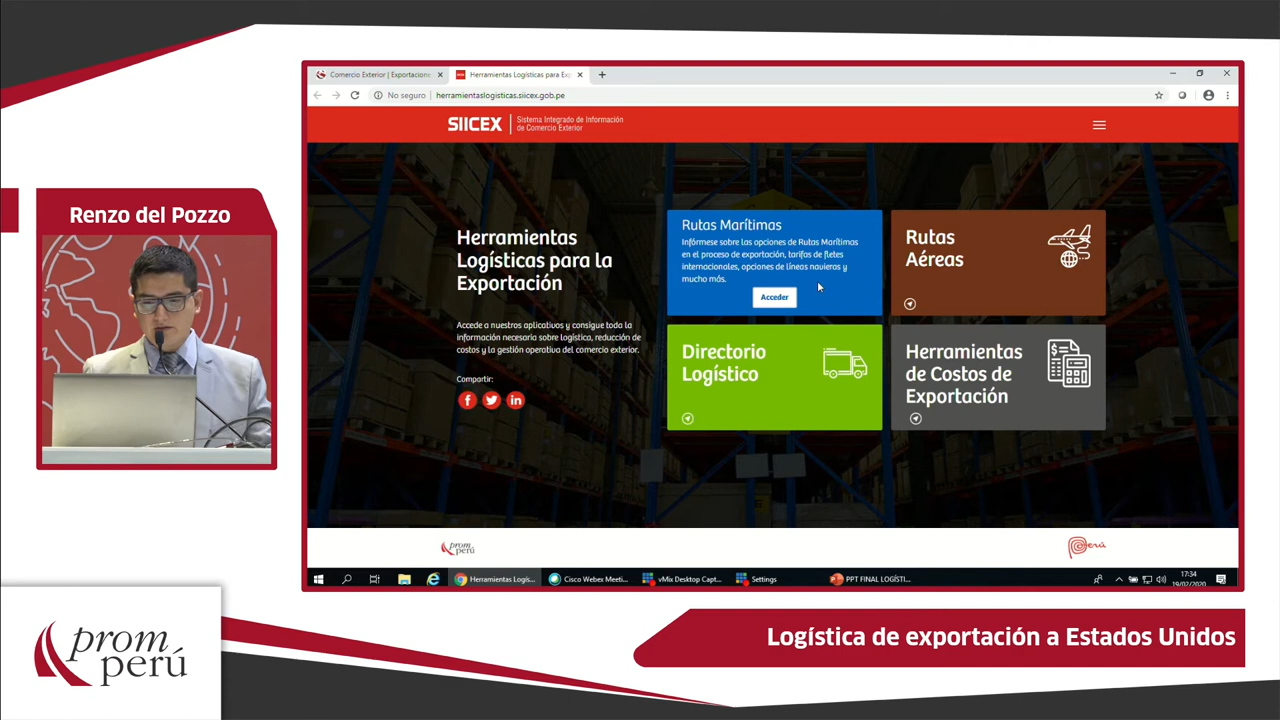 Renzo del Pozzo
Comercio Exterior | Exportacione
Herramientas Logísticas para Exp
No seguro | herramientaslogisticas.siicex.gob.pe
SIICEX
Sistema Integrado de Información
de Comercio Exterior
Herramientas
Logísticas para la
Exportación
Accede a nuestros aplicativos y consigue toda la
información necesaria sobre logística, reducción de
costos y la gestión operativa del comercio exterior.
Compartir:
Rutas Marítimas
Infórmese sobre las opciones de Rutas Marítimas
en el proceso de exportación, tarifas de fletes
internacionales, opciones de líneas navieras y
mucho más.
Acceder
Rutas
Aéreas
Directorio
Logístico
Herramientas
de Costos de
Exportación
prom
perú
Perú
Herramientas Logís...
Cisco Webex Meeti...
vMix Desktop Capt...
Settings
PPT FINAL LOGÍSTI...
17:34
19/02/2020
Logística de exportación a Estados Unidos
prom
perú